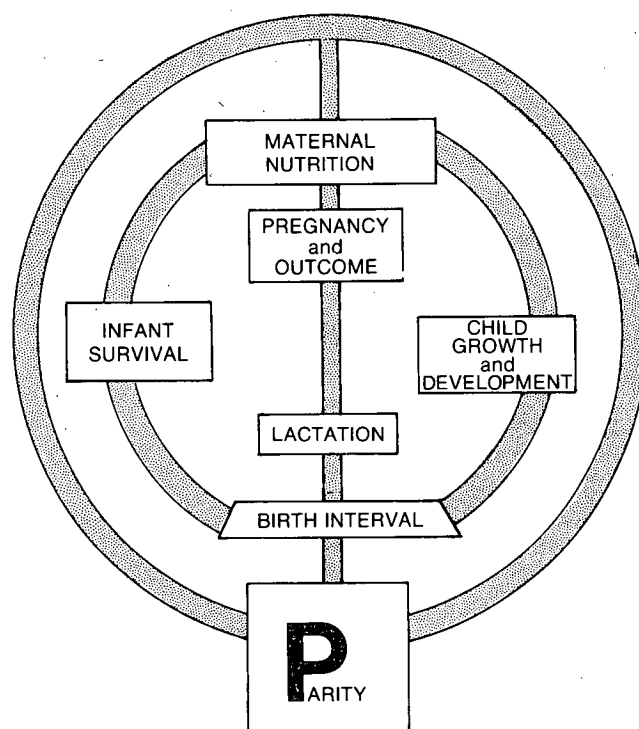 MATERNAL
NUTRITION
PREGNANCY
and
OUTCOME
INFANT
SURVIVAL
CHILD
GROWTH
and
DEVELOPMENT
LACTATION
BIRTH INTERVAL
PARITY